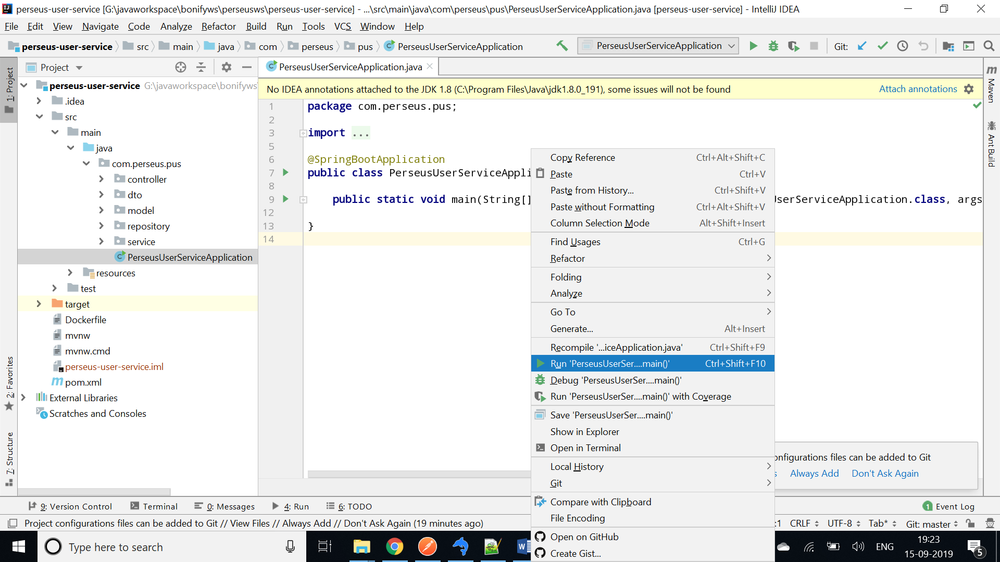 perseus-user-service [G:\javaworkspace\bonifyws\perseusws\perseus-user-service] - ...\src\main\java\com\perseus\pus\PerseusUserServiceApplication.java [perseus-user-service] - IntelliJ IDEA
File Edit View Navigate Code Analyze Refactor Build Run Tools VCS Window Help
perseus-user-service src main java com perseus pus PerseusUserServiceApplication PerseusUserServiceApplication Git:
1: Project
Project
PerseusUserServiceApplication.java
perseus-user-service G:\javaworkspace\bonifyws
.idea
src
main
java
com.perseus.pus
controller
dto
model
repository
service
PerseusUserServiceApplication
resources
test
target
Dockerfile
mvnw
mvnw.cmd
perseus-user-service.iml
pom.xml
External Libraries
Scratches and Consoles
2: Favorites
7: Structure
No IDEA annotations attached to the JDK 1.8 (C:\Program Files\Java\jdk1.8.0_191), some issues will not be found Attach annotations
1 package com.perseus.pus;
2
3 import ...
5
6 @SpringBootApplication
7 public class PerseusUserServiceAppli
8
9 public static void main(String[] UserServiceApplication.class, args
12
13 }
14
Maven
Ant Build
Copy Reference Ctrl+Alt+Shift+C
Paste Ctrl+V
Paste from History... Ctrl+Shift+V
Paste without Formatting Ctrl+Alt+Shift+V
Column Selection Mode Alt+Shift+Insert
Find Usages Ctrl+G
Refactor
Folding
Analyze
Go To
Generate... Alt+Insert
Recompile '...iceApplication.java' Ctrl+Shift+F9
Run 'PerseusUserSer....main()' Ctrl+Shift+F10
Debug 'PerseusUserSer....main()'
Run 'PerseusUserSer....main()' with Coverage
Save 'PerseusUserSer....main()'
Show in Explorer
Open in Terminal
Local History
Git
Compare with Clipboard
File Encoding
Open on GitHub
Create Gist...
onfigurations files can be added to Git
s Always Add Don't Ask Again
9: Version Control Terminal 0: Messages 4: Run 6: TODO 1 Event Log
Project configurations files can be added to Git // View Files // Always Add // Don't Ask Again (19 minutes ago) :1 CRLF UTF-8 Tab* Git: master
Type here to search
W
ENG
19:23
15-09-2019
5